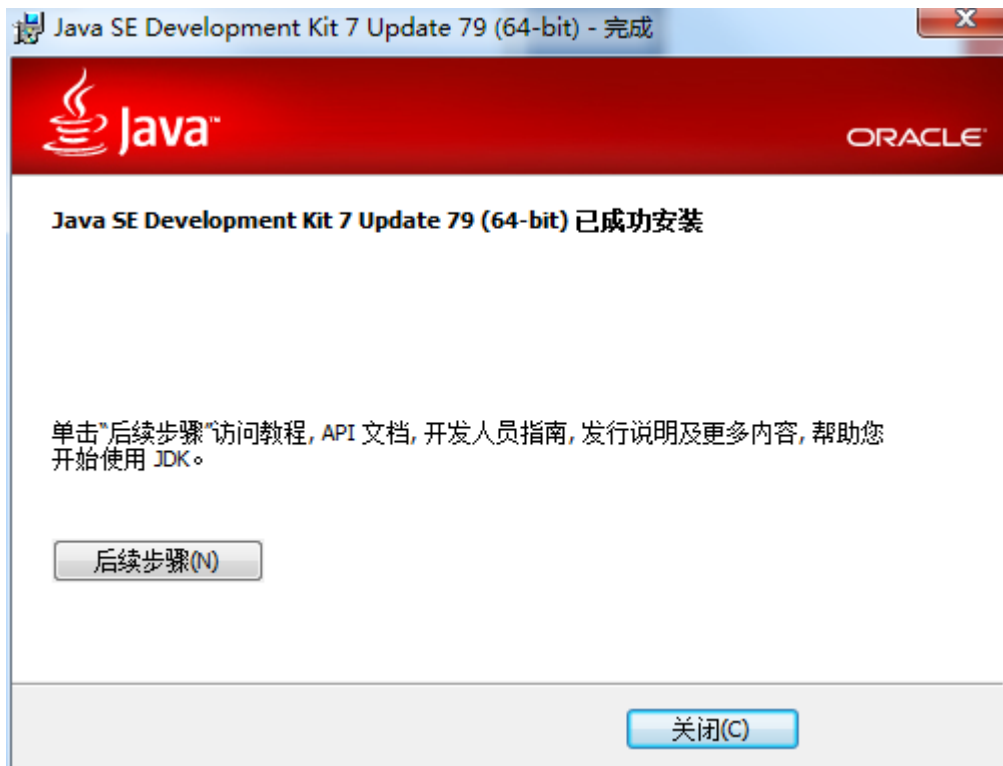 Java SE Development Kit 7 Update 79 (64-bit) - 完成
Java™
ORACLE®
Java SE Development Kit 7 Update 79 (64-bit) 已成功安装
单击"后续步骤"访问教程, API 文档, 开发人员指南, 发行说明及更多内容, 帮助您
开始使用 JDK。
后续步骤(N)
关闭(C)